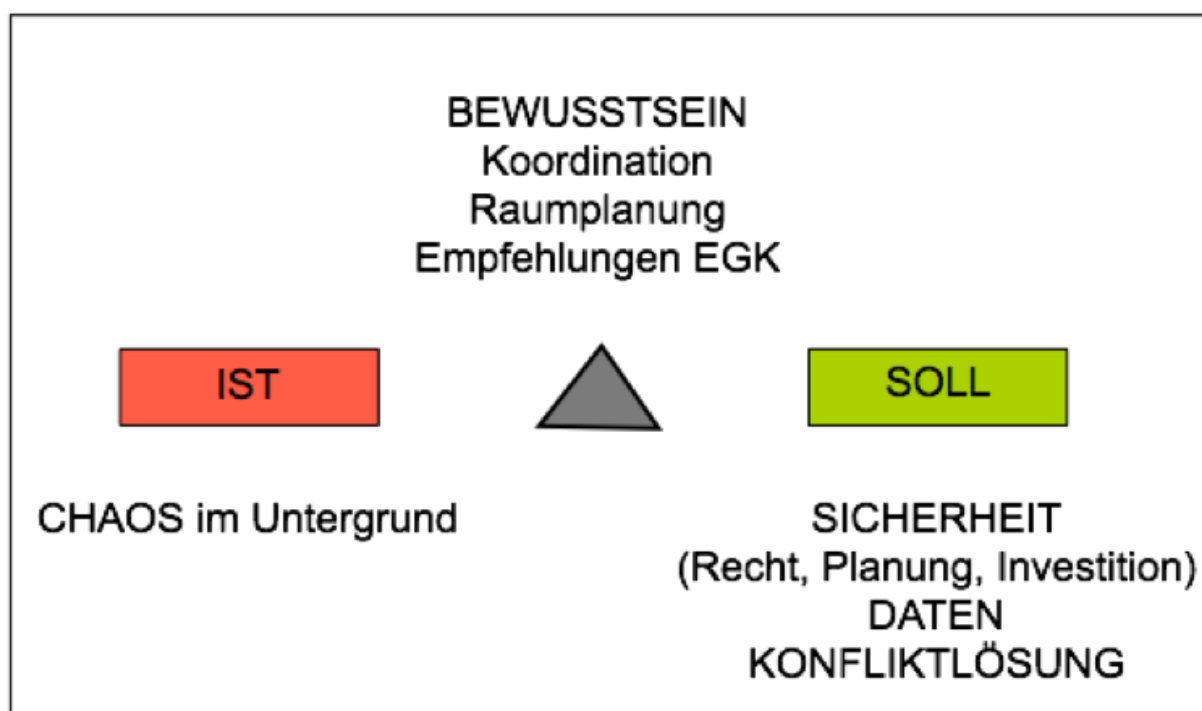 BEWUSSTSEIN
Koordination
Raumplanung
Empfehlungen EGK
IST
SOLL
CHAOS im Untergrund
SICHERHEIT
(Recht, Planung, Investition)
DATEN
KONFLIKTLÖSUNG